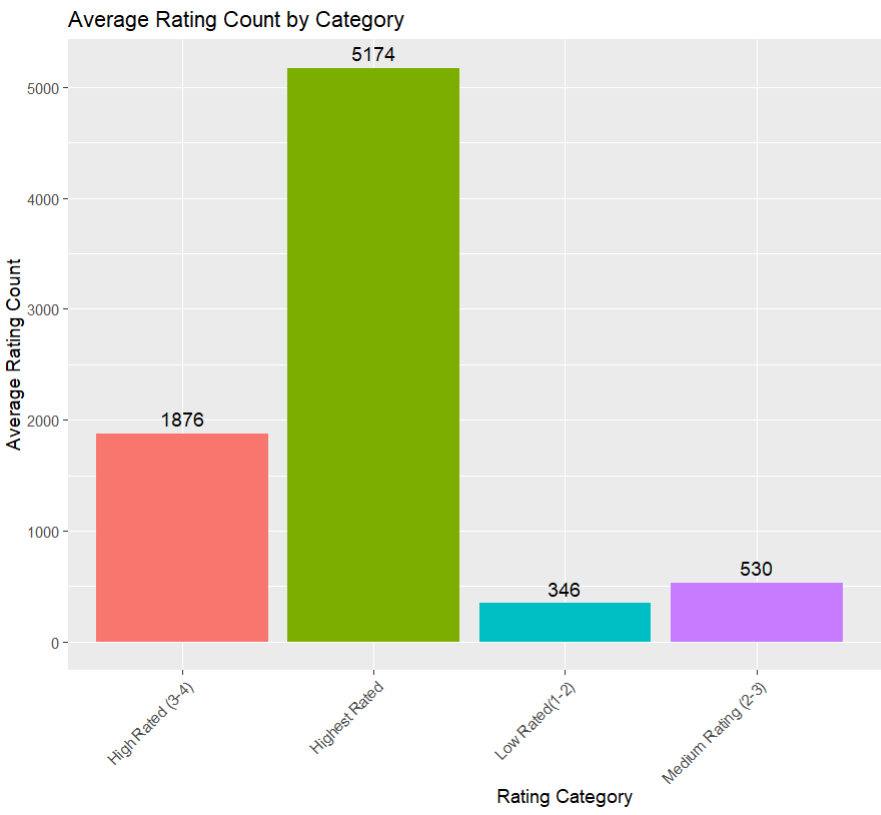 Average Rating Count by Category
5174
5000
4000
3000
2000
1000
0
Average Rating Count
1876
346
530
High Rated (3-4)
Highest Rated
Low Rated(1-2)
Medium Rating (2-3)
Rating Category